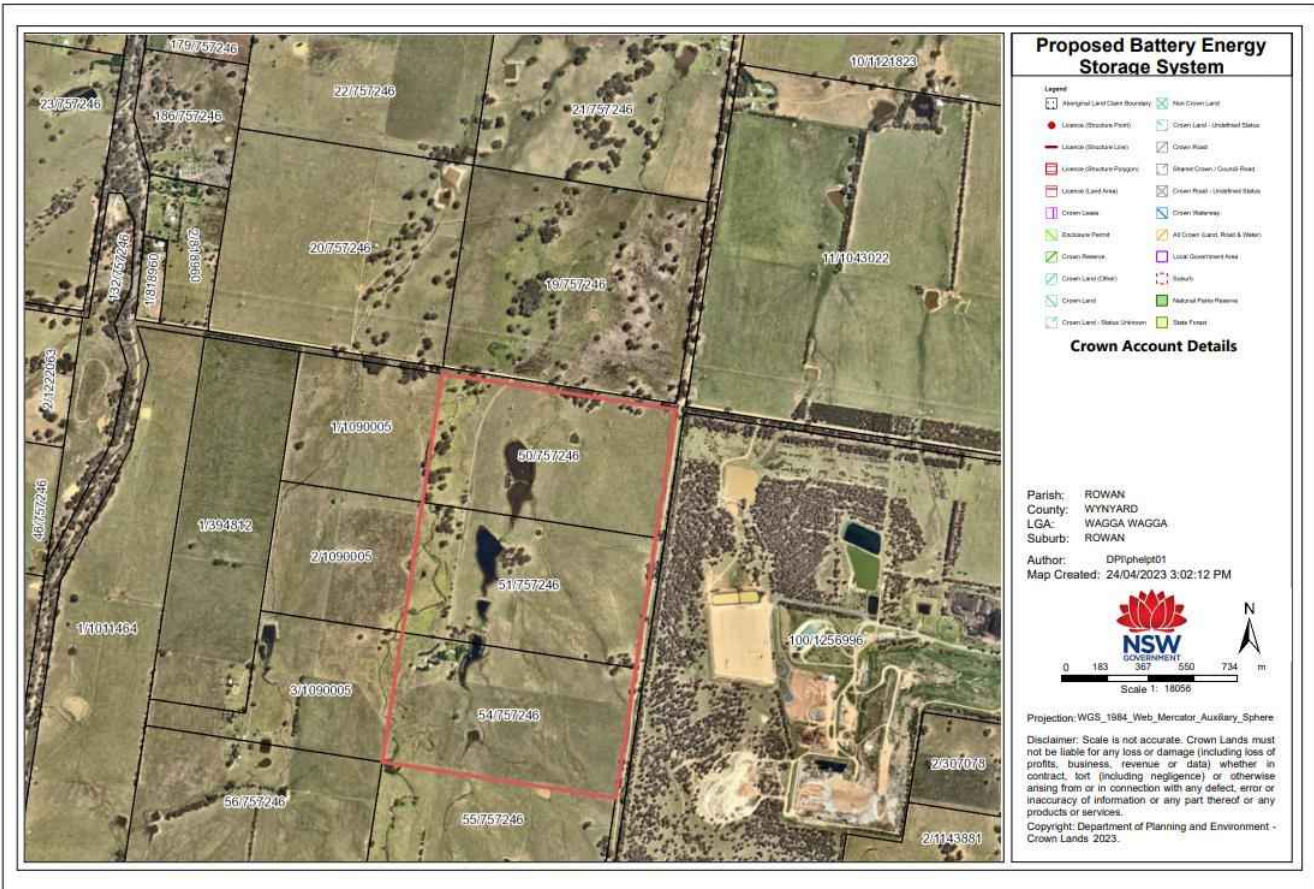 Proposed Battery Energy
Storage System
Legend
Aboriginal Land Claim Boundary
Non Crown Land
Licence (Structure Point)
Crown Land - Undefined Status
Licence (Structure Line)
Crown Road
Licence (Structure Polygon)
Shared Crown / Council Road
Licence (Land Area)
Crown Road - Undefined Status
Crown Lease
Crown Waterway
Enclosure Permit
All Crown (Land, Road & Water)
Crown Reserve
Local Government Area
Crown Land (Other)
Suburb
Crown Land
National Parks Reserve
Crown Land - Status Unknown
State Forest
Crown Account Details
Parish: ROWAN
County: WYNYARD
LGA: WAGGA WAGGA
Suburb: ROWAN
Author: DPI\phelpt01
Map Created: 24/04/2023 3:02:12 PM
NSW
GOVERNMENT
N
0 183 367 550 734 m
Scale 1: 18056
Projection: WGS_1984_Web_Mercator_Auxiliary_Sphere
Disclaimer: Scale is not accurate. Crown Lands must
not be liable for any loss or damage (including loss of
profits, business, revenue or data) whether in
contract, tort (including negligence) or otherwise
arising from or in connection with any defect, error or
inaccuracy of information or any part thereof or any
products or services.
Copyright: Department of Planning and Environment -
Crown Lands 2023.
179/757246
10/1121823
23/757246
22/757246
21/757246
186/757246
20/757246
2/818960
1/818960
132/757246
11/1043022
19/757246
2/1222063
1/1090005
50/757246
48/757246
1/394812
2/1090005
51/757246
1/1011464
100/1256996
3/1090005
54/757246
2/307078
56/757246
55/757246
2/1143881